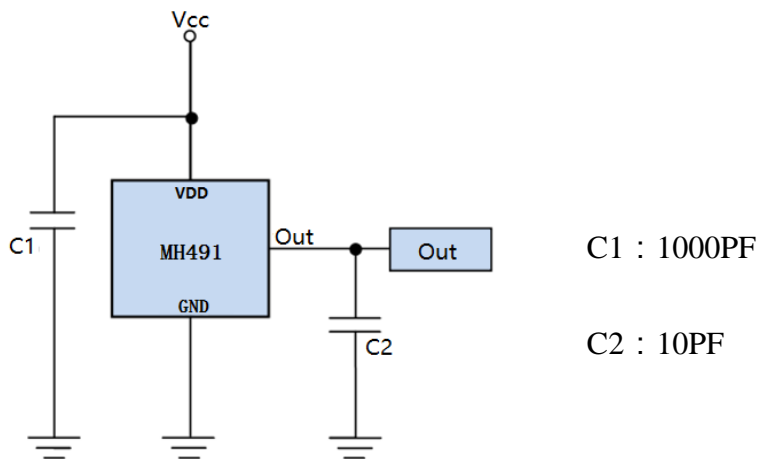 Vcc
VDD
C1
MH491
Out
Out
C1：1000PF
GND
C2
C2：10PF